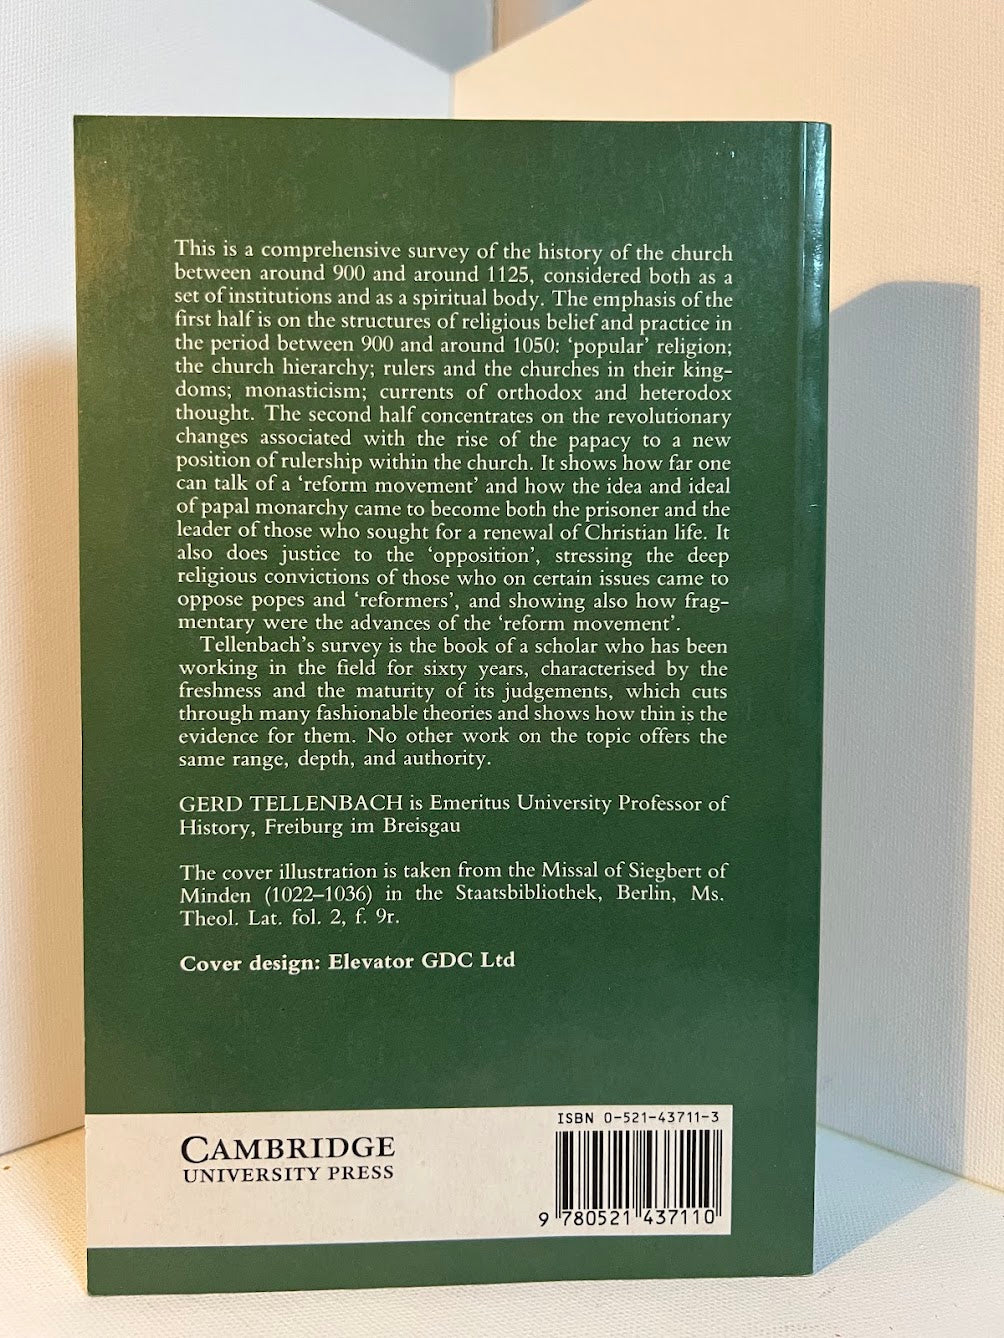 This is a comprehensive survey of the history of the church
between around 900 and around 1125, considered both as a
set of institutions and as a spiritual body. The emphasis of the
first half is on the structures of religious belief and practice in
the period between 900 and around 1050: ‘popular’ religion;
the church hierarchy; rulers and the churches in their king-
doms; monasticism; currents of orthodox and heterodox
thought. The second half concentrates on the revolutionary
changes associated with the rise of the papacy to a new
position of rulership within the church. It shows how far one
can talk of a ‘reform movement’ and how the idea and ideal
of papal monarchy came to become both the prisoner and the
leader of those who sought for a renewal of Christian life. It
also does justice to the ‘opposition’, stressing the deep
religious convictions of those who on certain issues came to
oppose popes and ‘reformers’, and showing also how frag-
mentary were the advances of the ‘reform movement’.
Tellenbach’s survey is the book of a scholar who has been
working in the field for sixty years, characterised by the
freshness and the maturity of its judgements, which cuts
through many fashionable theories and shows how thin is the
evidence for them. No other work on the topic offers the
same range, depth, and authority.
GERD TELLENBACH is Emeritus University Professor of
History, Freiburg im Breisgau
The cover illustration is taken from the Missal of Siegbert of
Minden (1022–1036) in the Staatsbibliothek, Berlin, Ms.
Theol. Lat. fol. 2, f. 9r.
Cover design: Elevator GDC Ltd
CAMBRIDGE
UNIVERSITY PRESS
ISBN 0-521-43711-3
9 780521 437110